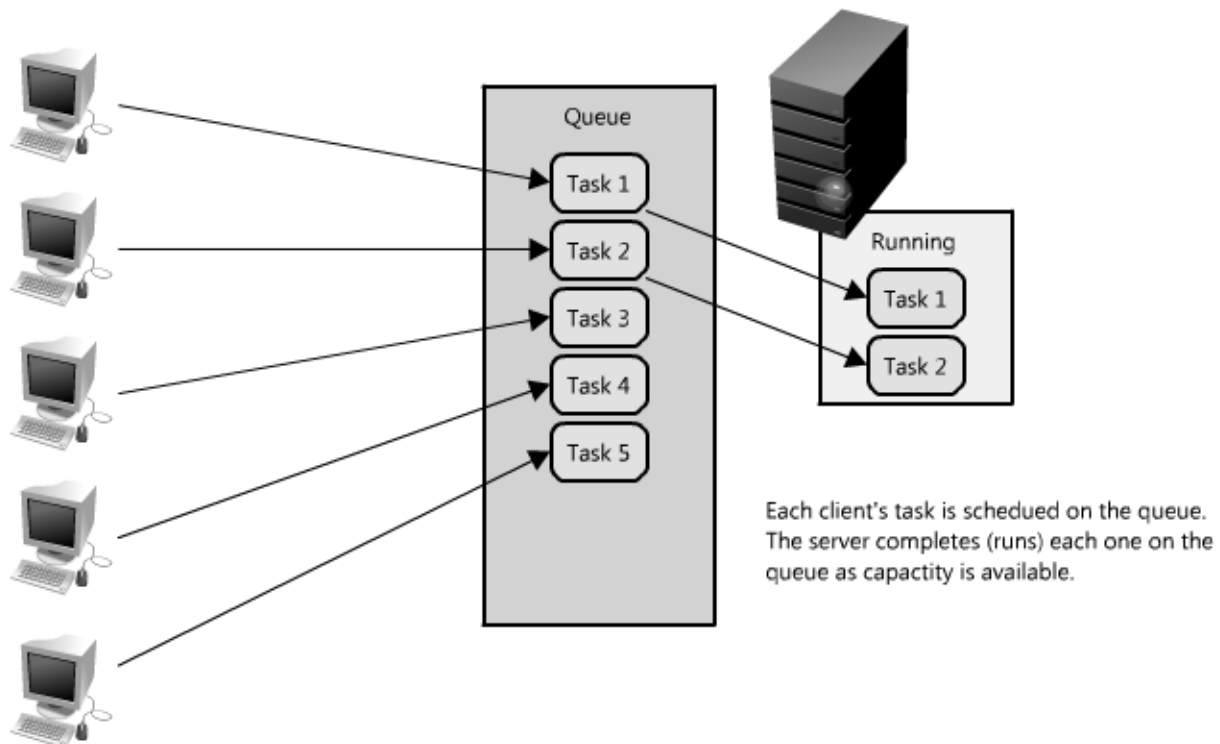 Queue
Task 1
Task 2
Task 3
Task 4
Task 5
Running
Task 1
Task 2
Each client's task is schedued on the queue.
The server completes (runs) each one on the
queue as capactity is available.